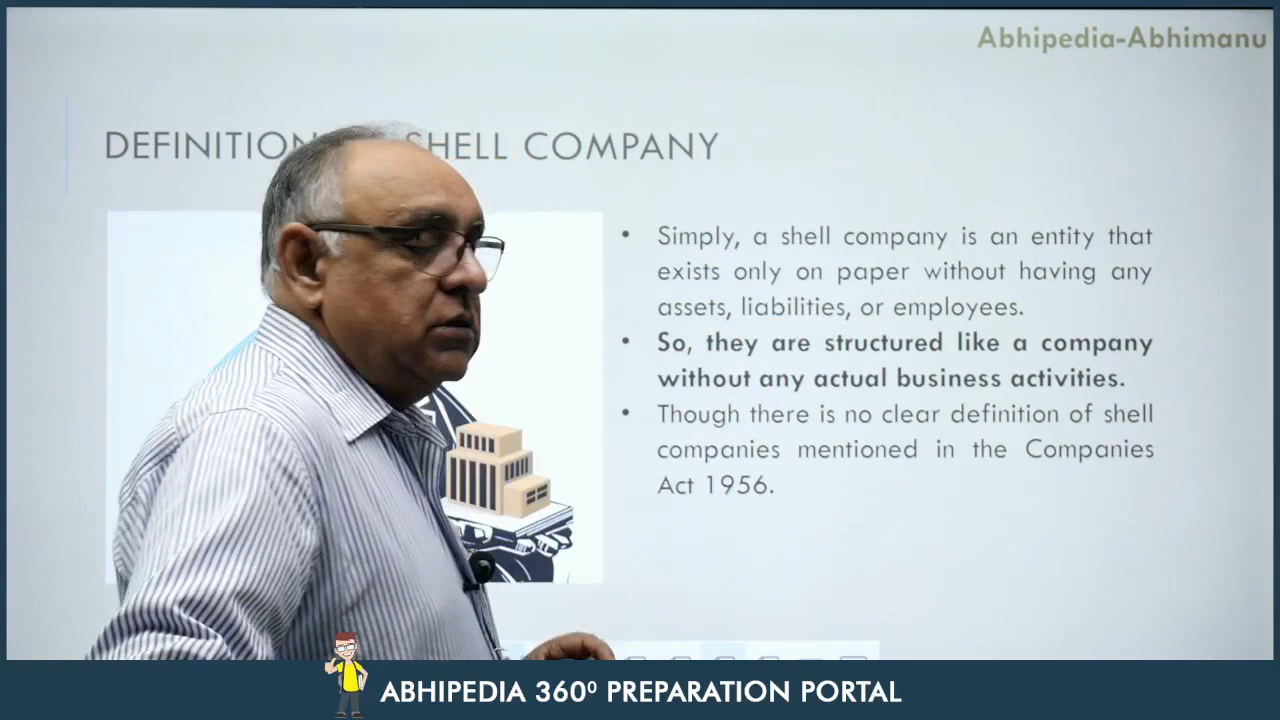 Abhipedia-Abhimanu
DEFINITION SHELL COMPANY
• Simply, a shell company is an entity that
exists only on paper without having any
assets, liabilities, or employees.
• So, they are structured like a company
without any actual business activities.
• Though there is no clear definition of shell
companies mentioned in the Companies
Act 1956.
ABHIPEDIA 360⁰ PREPARATION PORTAL